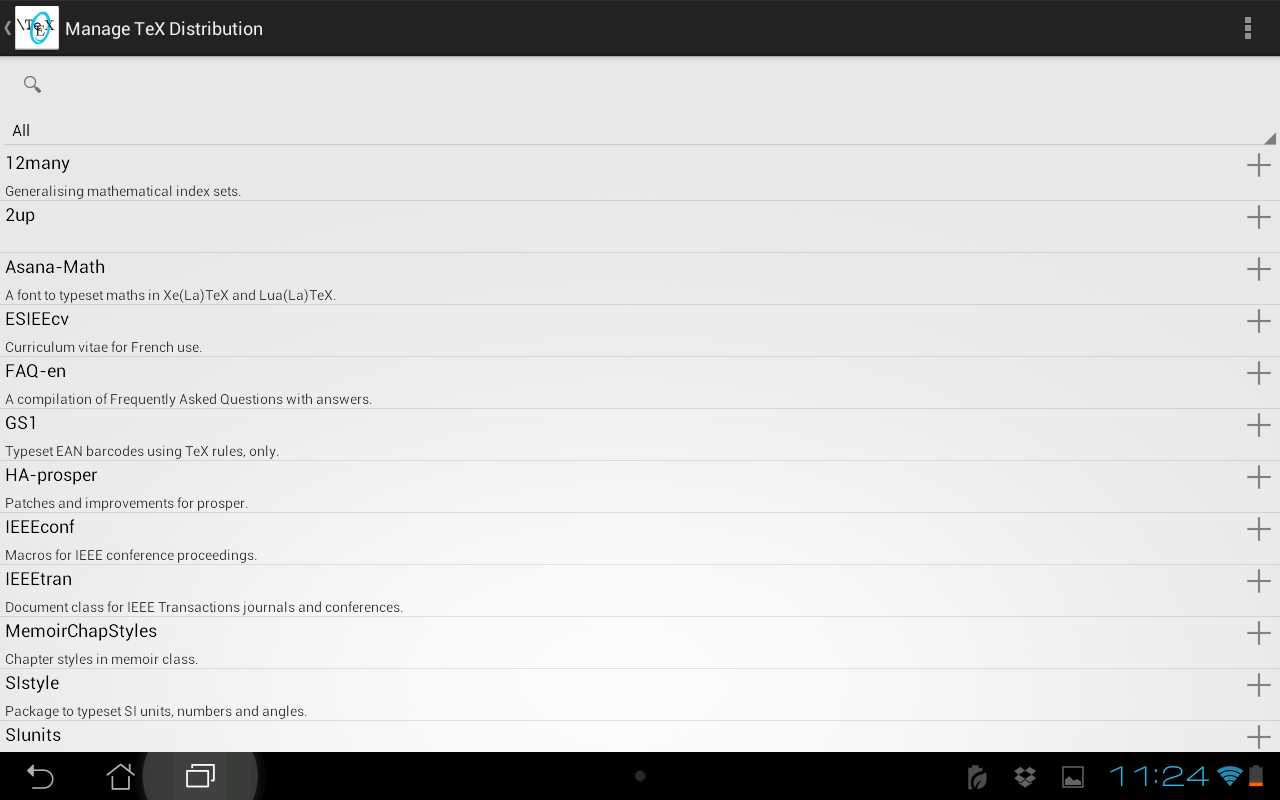 \TeX
E
Manage TeX Distribution
All
12many
Generalising mathematical index sets.
2up
Asana-Math
A font to typeset maths in Xe(La)TeX and Lua(La)TeX.
ESIEEcv
Curriculum vitae for French use.
FAQ-en
A compilation of Frequently Asked Questions with answers.
GS1
Typeset EAN barcodes using TeX rules, only.
HA-prosper
Patches and improvements for prosper.
IEEEconf
Macros for IEEE conference proceedings.
IEEEtran
Document class for IEEE Transactions journals and conferences.
MemoirChapStyles
Chapter styles in memoir class.
SIstyle
Package to typeset SI units, numbers and angles.
SIunits
11:24